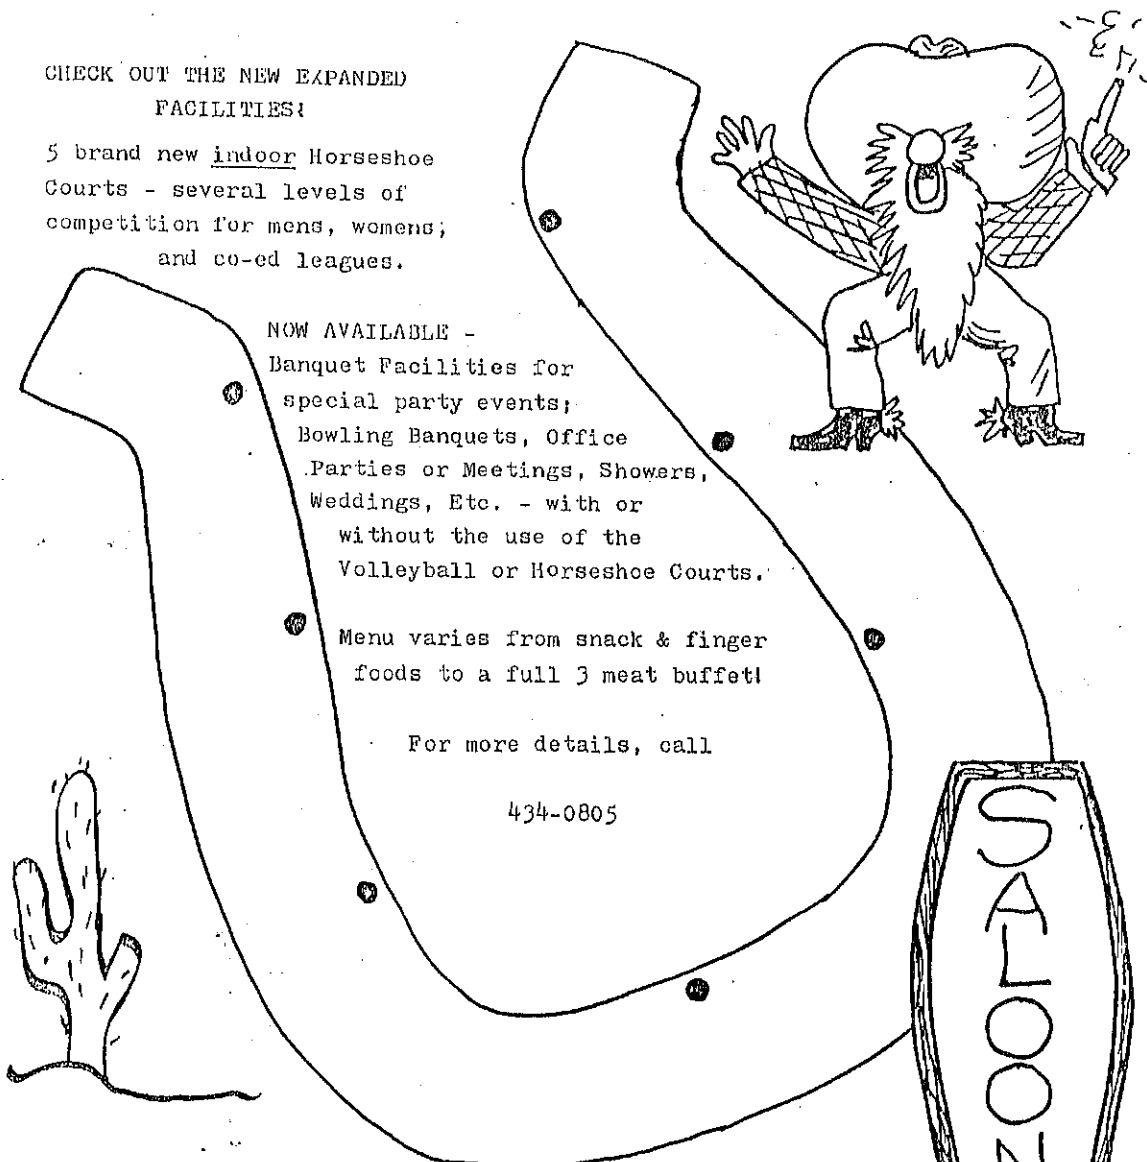 CHECK OUT THE NEW EXPANDED
FACILITIES!
5 brand new indoor Horseshoe
Courts - several levels of
competition for mens, womens,
and co-ed leagues.
NOW AVAILABLE -
Banquet Facilities for
special party events;
Bowling Banquets, Office
Parties or Meetings, Showers,
Weddings, Etc. - with or
without the use of the
Volleyball or Horseshoe Courts.
Menu varies from snack & finger
foods to a full 3 meat buffet!
For more details, call
434-0805
SALOON